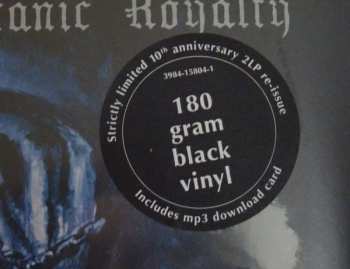 tanic Royalty
Strictly limited 10th anniversary 2LP re-issue
3984-15804-1
180
gram
black
vinyl
Includes mp3 download card